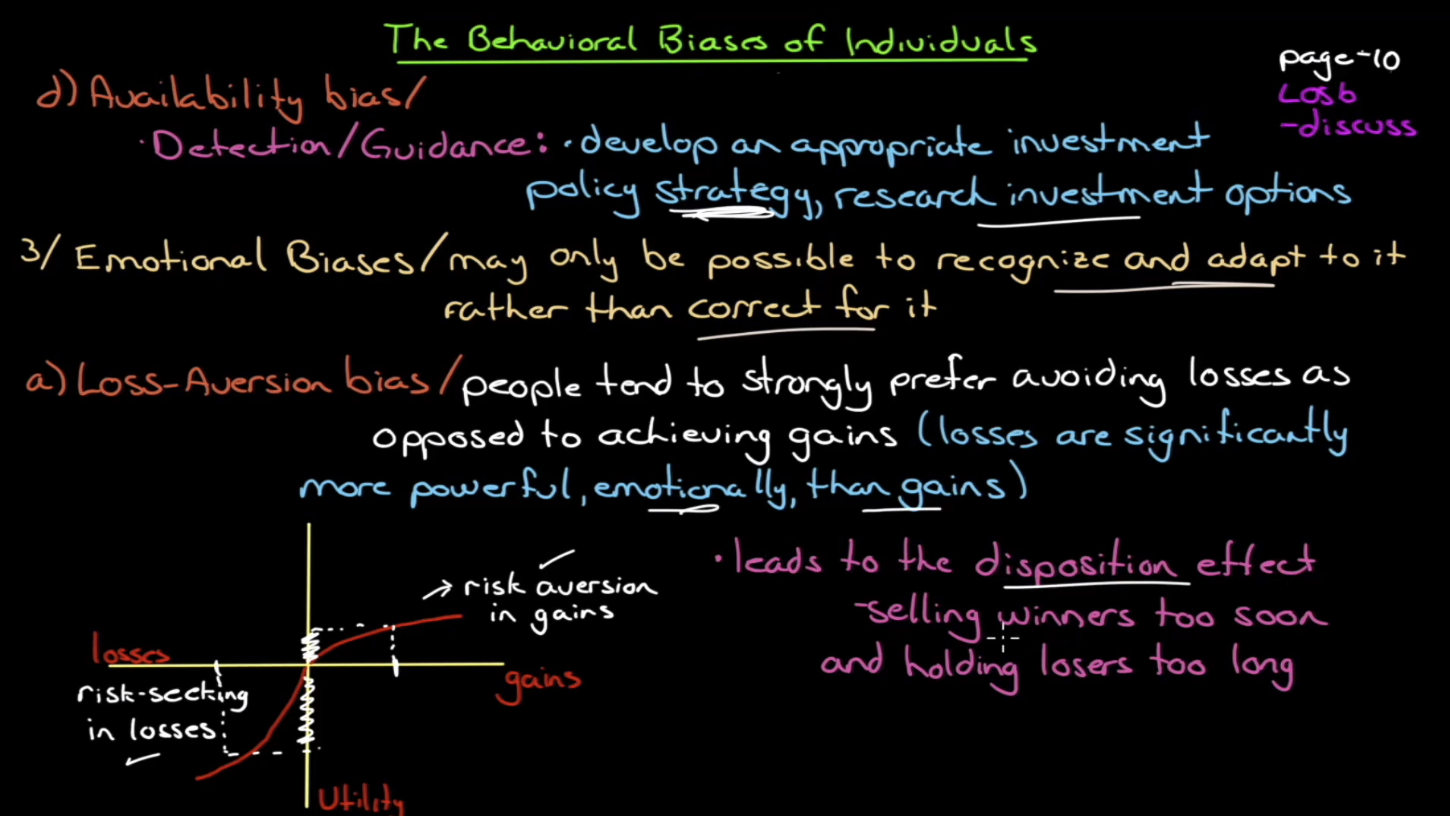 The Behavioral Biases of Individuals
page-10
LOS b
-discuss
d) Availability bias/
· Detection/Guidance: · develop an appropriate investment
policy strategy, research investment options
3/ Emotional Biases/may only be possible to recognize and adapt to it
rather than correct for it
a) Loss-Aversion bias/people tend to strongly prefer avoiding losses as
opposed to achieving gains (losses are significantly
more powerful, emotionally, than gains)
· leads to the disposition effect
-selling winners too soon
and holding losers too long
→ risk aversion
in gains
losses
gains
risk-seeking
in losses
Utility